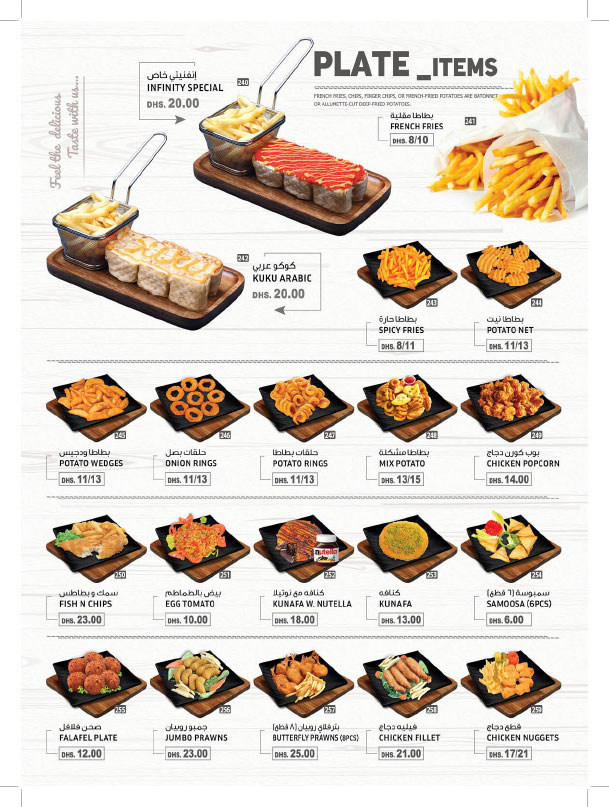 PLATE _ITEMS
FRENCH FRIES, CHIPS, FINGER CHIPS, OR FRENCH-FRIED POTATOES ARE BATONNET
OR ALLUMETTE-CUT DEEP-FRIED POTATOES.
Feel the delicious
Taste with us...
إنفنيتي خاص
INFINITY SPECIAL
DHS. 20.00
240
بطاطا مقلية
FRENCH FRIES
DHS. 8/10
241
كوكو عربي
KUKU ARABIC
DHS. 20.00
242
243
بطاطا حارة
SPICY FRIES
DHS. 8/11
244
بطاطا نيت
POTATO NET
DHS. 11/13
245
بطاطا ودجيس
POTATO WEDGES
DHS. 11/13
246
حلقات بصل
ONION RINGS
DHS. 11/13
247
حلقات بطاطا
POTATO RINGS
DHS. 11/13
248
بطاطا مشكلة
MIX POTATO
DHS. 13/15
249
بوب كورن دجاج
CHICKEN POPCORN
DHS. 14.00
250
سمك و بطاطس
FISH N CHIPS
DHS. 23.00
251
بيض بالطماطم
EGG TOMATO
DHS. 10.00
nutella
252
كنافه مع نوتيلا
KUNAFA W. NUTELLA
DHS. 18.00
253
كنافه
KUNAFA
DHS. 13.00
254
سمبوسة (٦ قطع)
SAMOOSA (6PCS)
DHS. 6.00
255
صحن فلافل
FALAFEL PLATE
DHS. 12.00
256
جمبو روبيان
JUMBO PRAWNS
DHS. 23.00
257
بترفلاي روبيان (٨ قطع)
BUTTERFLY PRAWNS (8PCS)
DHS. 25.00
258
فيليه دجاج
CHICKEN FILLET
DHS. 21.00
259
قطع دجاج
CHICKEN NUGGETS
DHS. 17/21